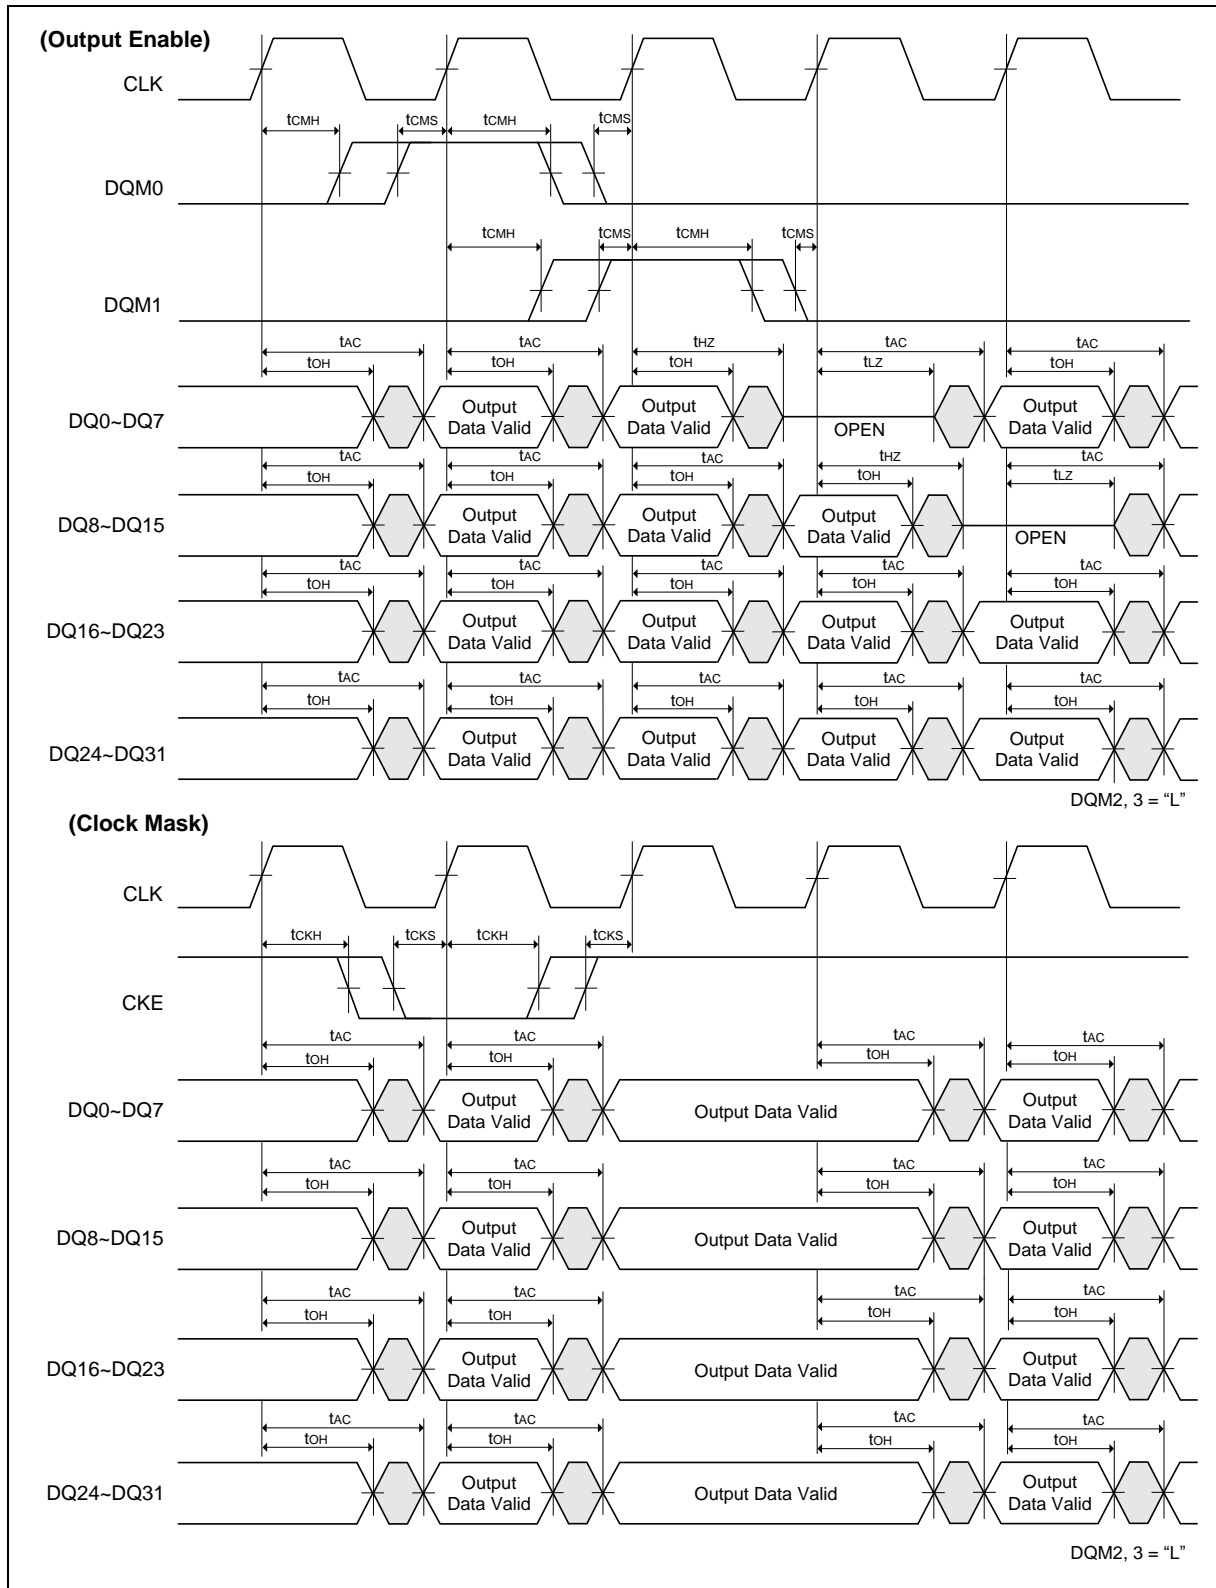 (Output Enable)
CLK
tCMH tCMS tCMH tCMS
DQM0
tCMH tCMS tCMH tCMS
DQM1
tAC tAC tHZ tAC tAC
tOH tOH tOH tLZ tOH
DQ0~DQ7
Output Data Valid
Output Data Valid
OPEN
Output Data Valid
tAC tAC tAC tHZ tAC
tOH tOH tOH tOH tLZ
DQ8~DQ15
Output Data Valid
Output Data Valid
Output Data Valid
OPEN
tAC tAC tAC tAC tAC
tOH tOH tOH tOH tOH
DQ16~DQ23
Output Data Valid
Output Data Valid
Output Data Valid
Output Data Valid
tAC tAC tAC tAC tAC
tOH tOH tOH tOH tOH
DQ24~DQ31
Output Data Valid
Output Data Valid
Output Data Valid
Output Data Valid
DQM2, 3 = “L”
(Clock Mask)
CLK
tCKH tCKS tCKH tCKS
CKE
tAC tAC tAC tAC
tOH tOH tOH tOH
DQ0~DQ7
Output Data Valid
Output Data Valid
Output Data Valid
tAC tAC tAC tAC
tOH tOH tOH tOH
DQ8~DQ15
Output Data Valid
Output Data Valid
Output Data Valid
tAC tAC tAC tAC
tOH tOH tOH tOH
DQ16~DQ23
Output Data Valid
Output Data Valid
Output Data Valid
tAC tAC tAC tAC
tOH tOH tOH tOH
DQ24~DQ31
Output Data Valid
Output Data Valid
Output Data Valid
DQM2, 3 = “L”